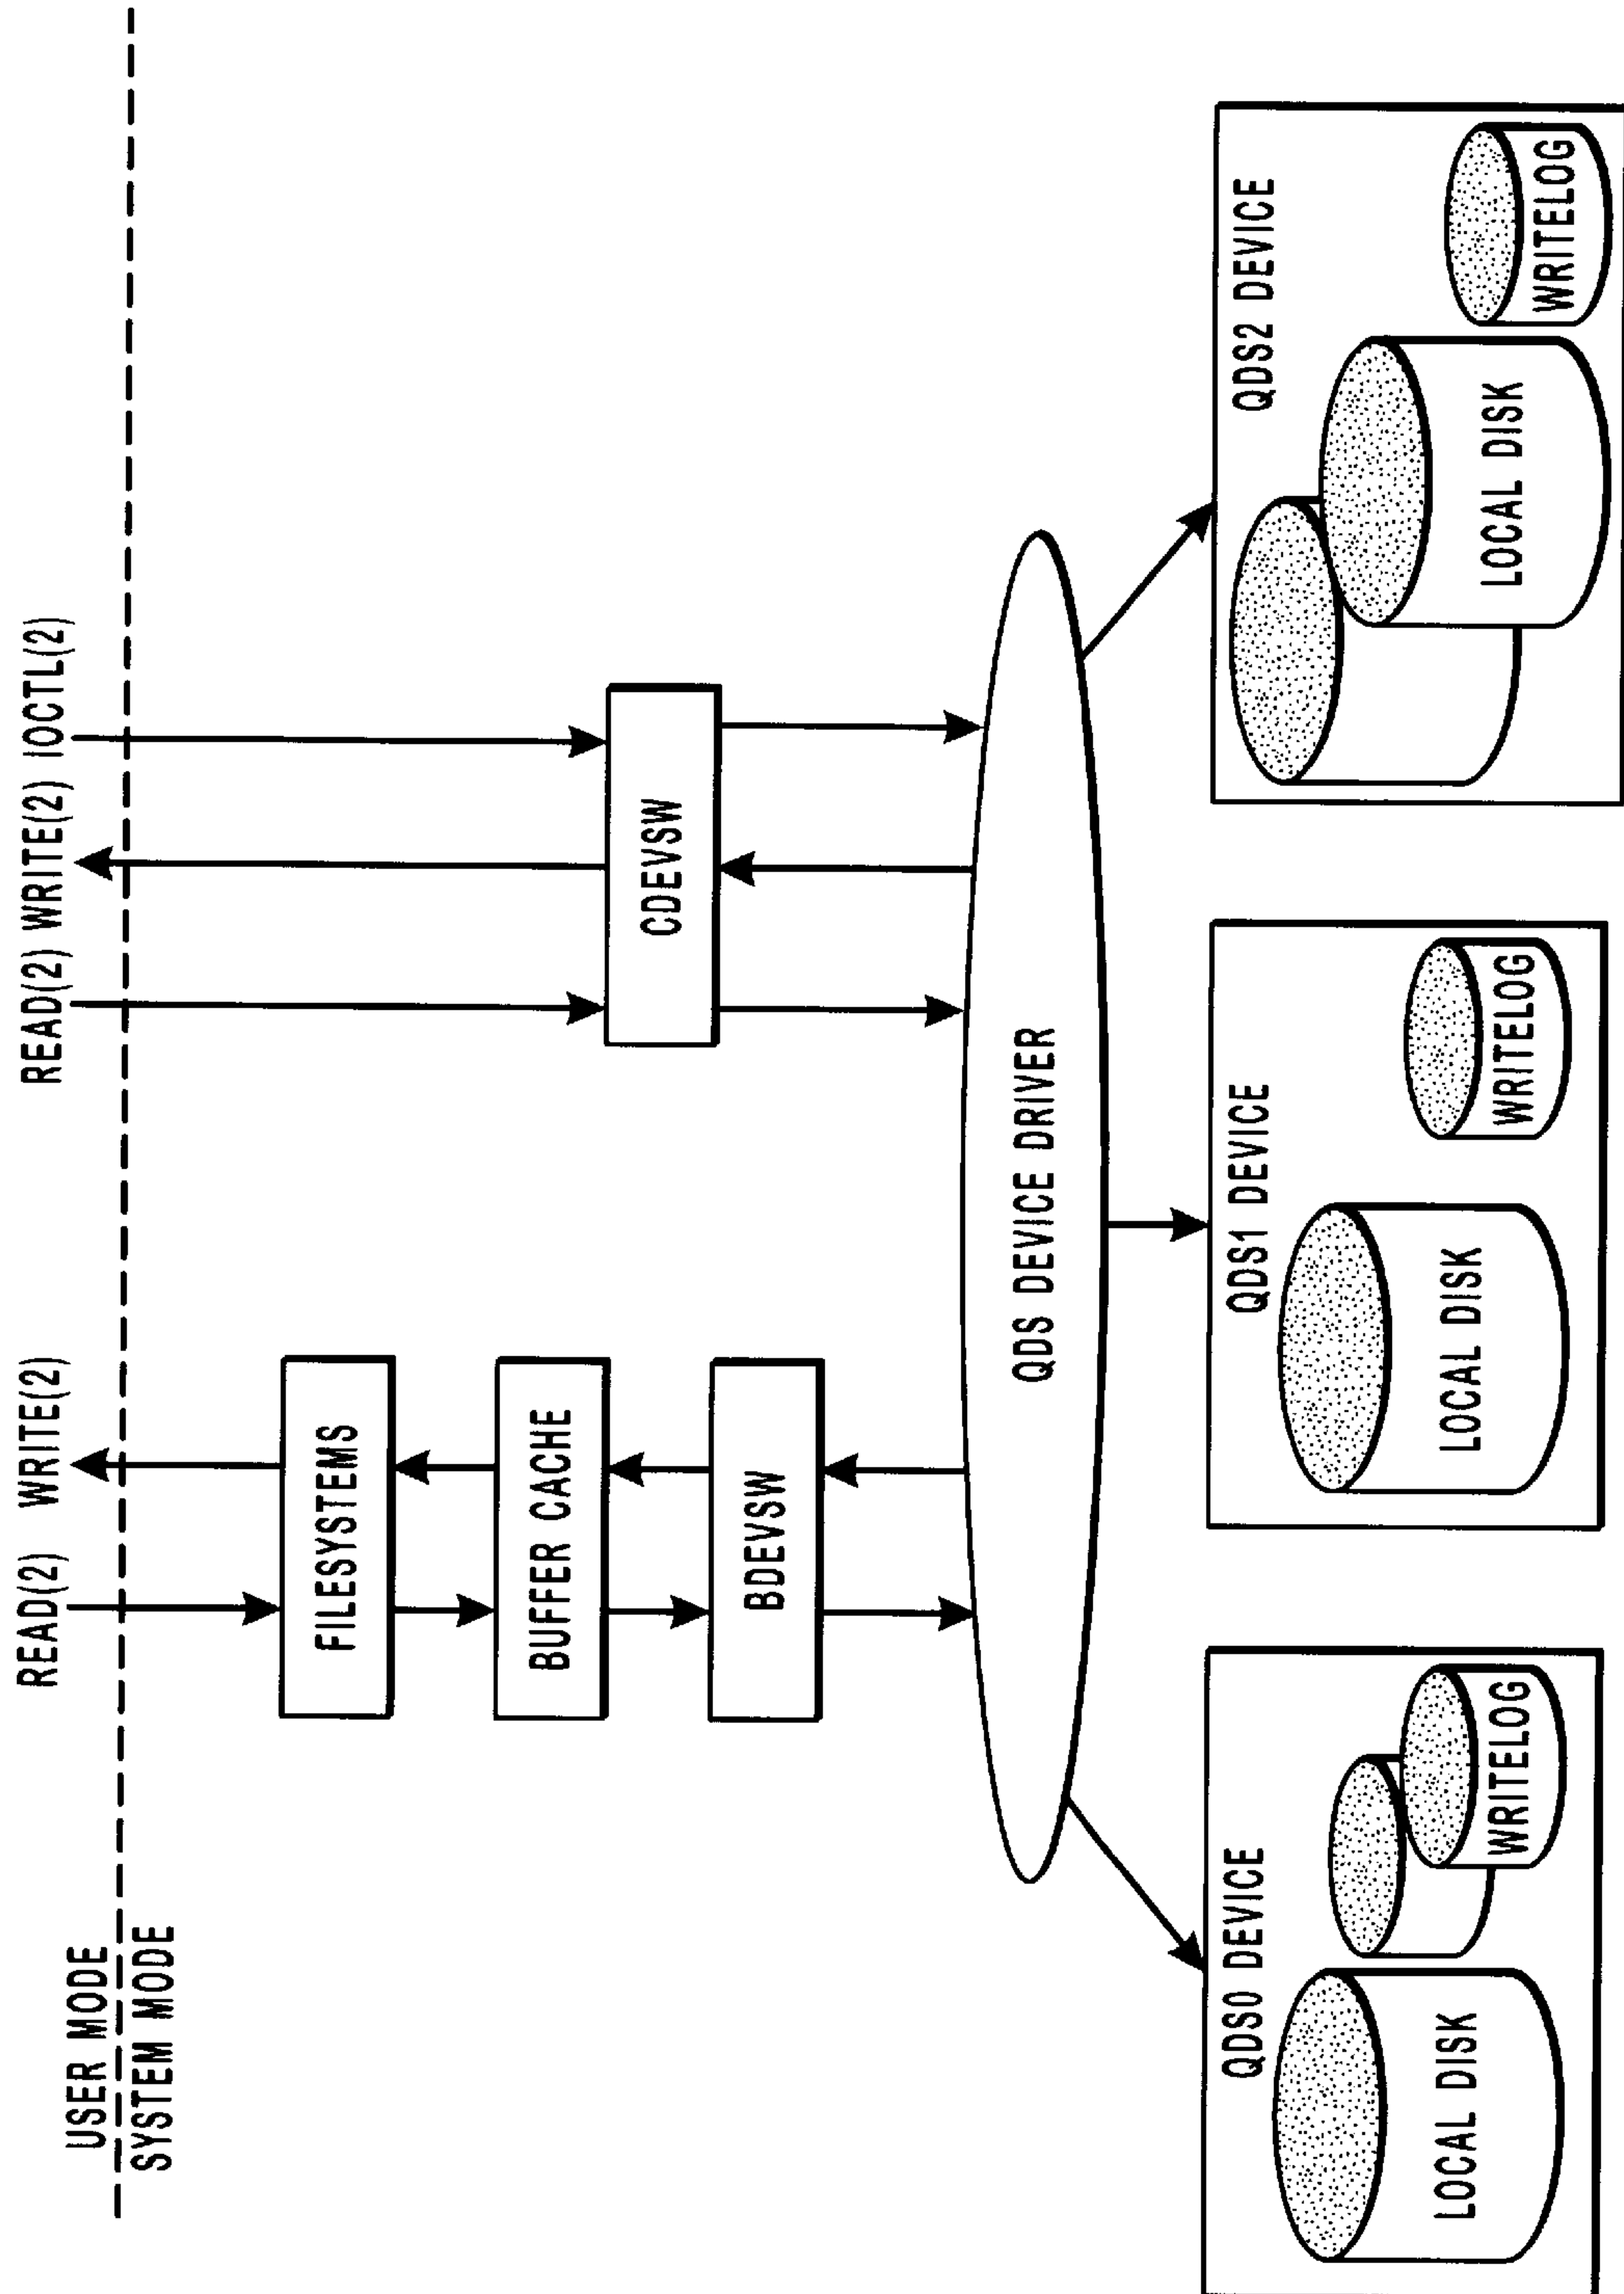 READ(2) WRITE(2)
READ(2) WRITE(2) IOCTL(2)
USER MODE
SYSTEM MODE
FILESYSTEMS
BUFFER CACHE
BDEVSW
CDEVSW
QDS DEVICE DRIVER
QDS0 DEVICE
LOCAL DISK
WRITELOG
QDS1 DEVICE
LOCAL DISK
WRITELOG
QDS2 DEVICE
LOCAL DISK
WRITELOG